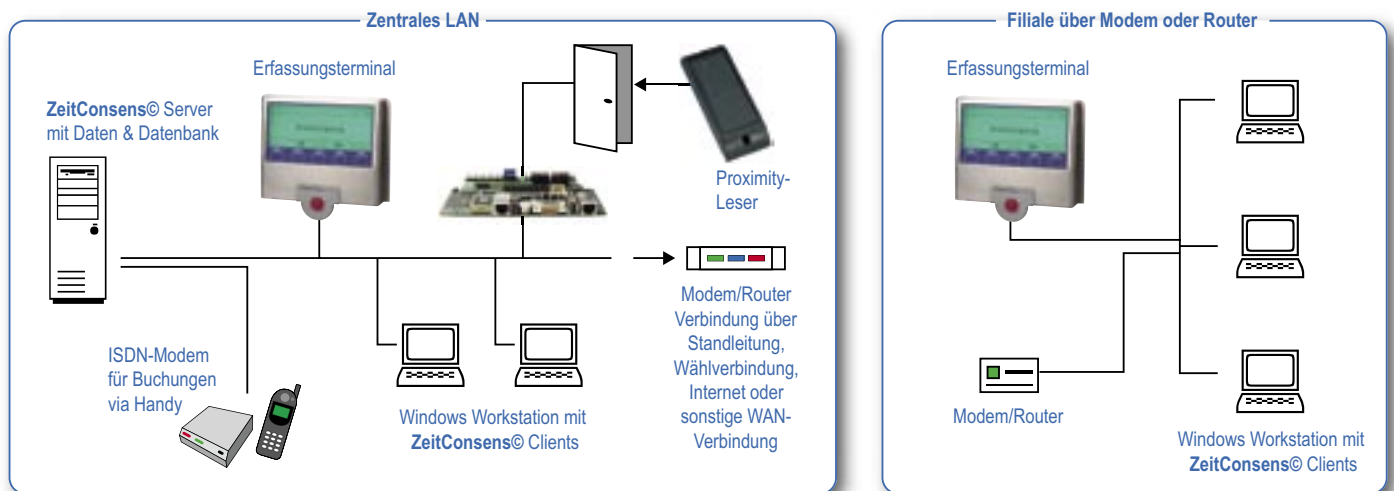 Zentrales LAN
Erfassungsterminal
ZeitConsens© Server
mit Daten & Datenbank
Proximity-
Leser
Modem/Router
Verbindung über
Standleitung,
Wählverbindung,
Internet oder
sonstige WAN-
Verbindung
ISDN-Modem
für Buchungen
via Handy
Windows Workstation mit
ZeitConsens© Clients
Filiale über Modem oder Router
Erfassungsterminal
Modem/Router
Windows Workstation mit
ZeitConsens© Clients